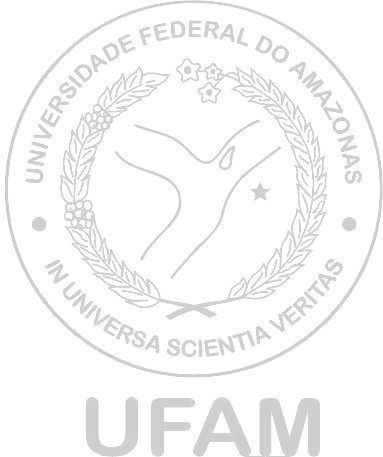 UNIVERSIDADE FEDERAL DO AMAZONAS
IN UNIVERSA SCIENTIA VERITAS
UFAM